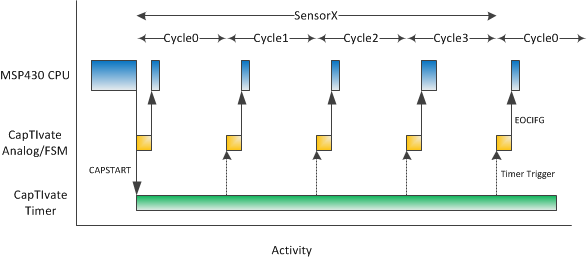 SensorX
Cycle0 Cycle1 Cycle2 Cycle3 Cycle0
MSP430 CPU
EOCIFG
CapTIvate
Analog/FSM
CAPSTART
Timer Trigger
CapTIvate
Timer
Activity